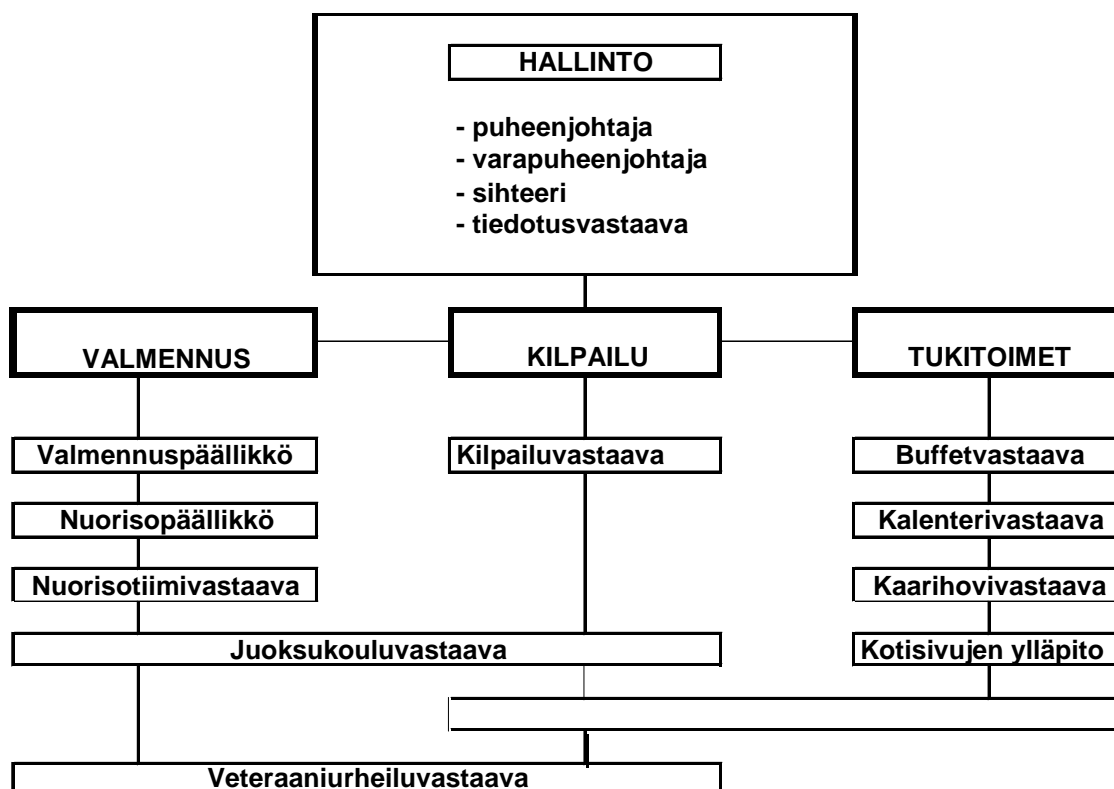 HALLINTO
- puheenjohtaja
- varapuheenjohtaja
- sihteeri
- tiedotusvastaava
VALMENNUS
KILPAILU
TUKITOIMET
Valmennuspäällikkö
Kilpailuvastaava
Buffetvastaava
Nuorisopäällikkö
Kalenterivastaava
Nuorisotiimivastaava
Kaarihovivastaava
Juoksukouluvastaava
Kotisivujen ylläpito
Veteraaniurheiluvastaava